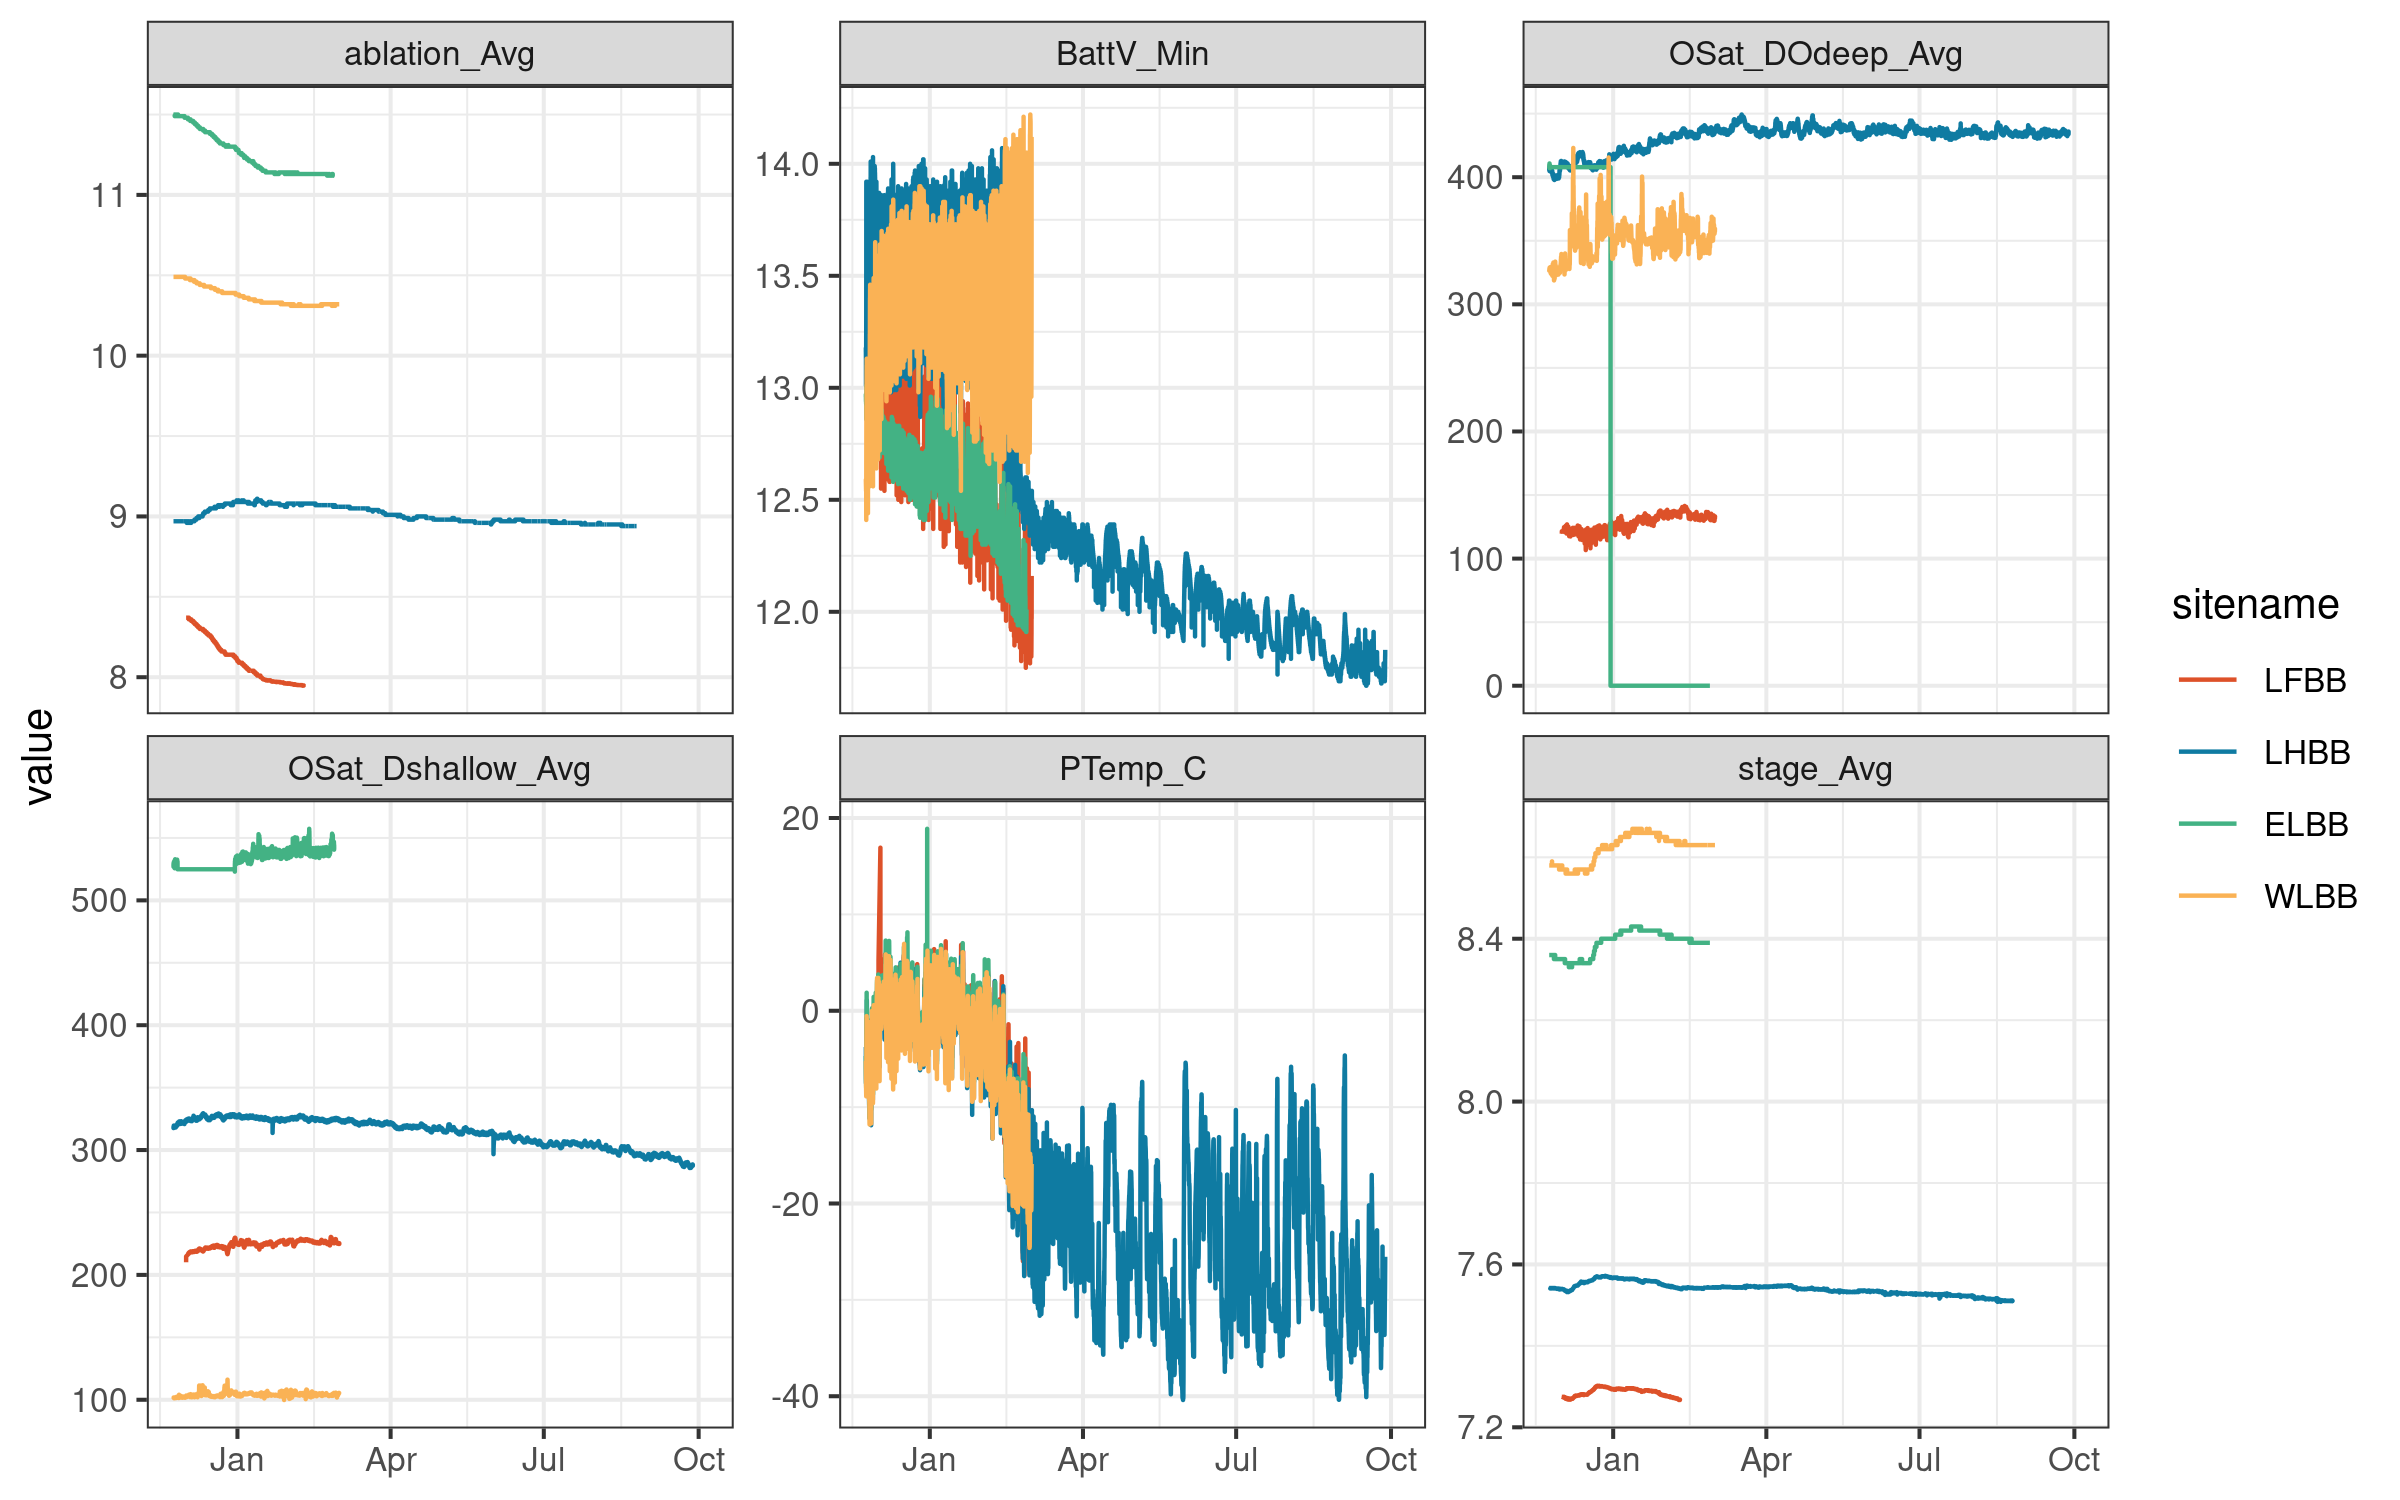 ablation_Avg
BattV_Min
OSat_DOdeep_Avg
11
10
9
8
14.0
13.5
13.0
12.5
12.0
400
300
200
100
0
value
OSat_Dshallow_Avg
PTemp_C
stage_Avg
500
400
300
200
100
20
0
-20
-40
8.4
8.0
7.6
7.2
Jan Apr Jul Oct
Jan Apr Jul Oct
Jan Apr Jul Oct
sitename
LFBB
LHBB
ELBB
WLBB